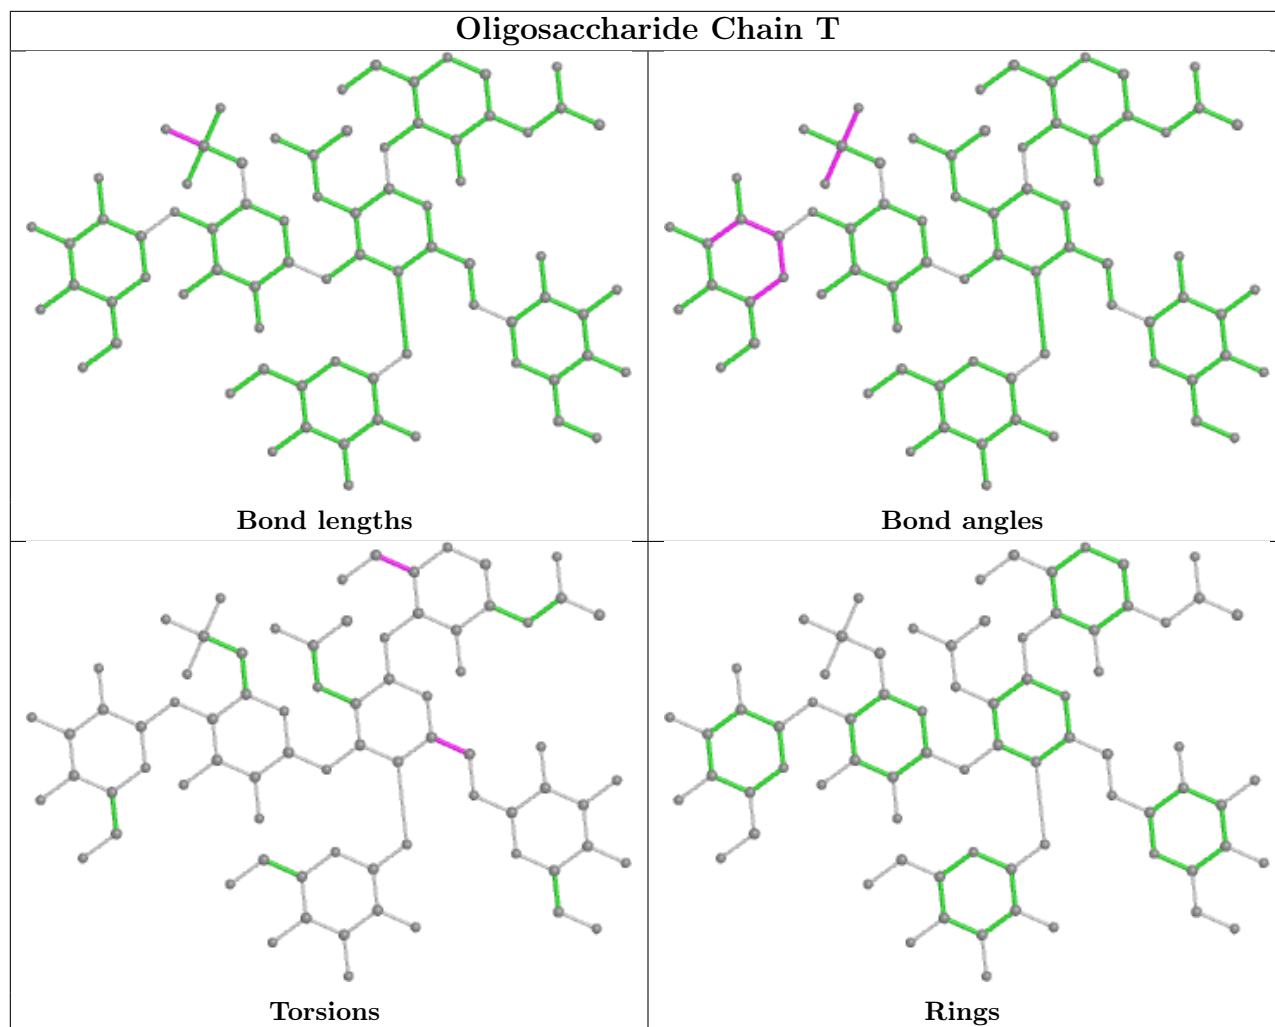 Oligosaccharide Chain T
Bond lengths
Bond angles
Torsions
Rings